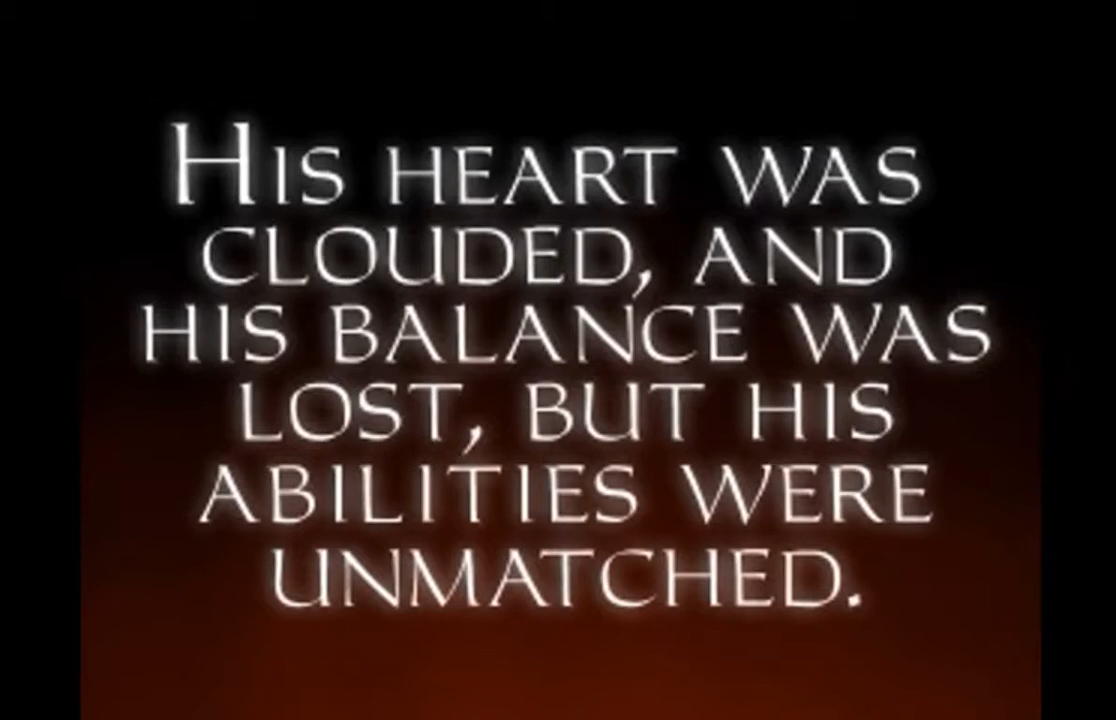 His heart was
clouded, and
his balance was
lost, but his
abilities were
unmatched.